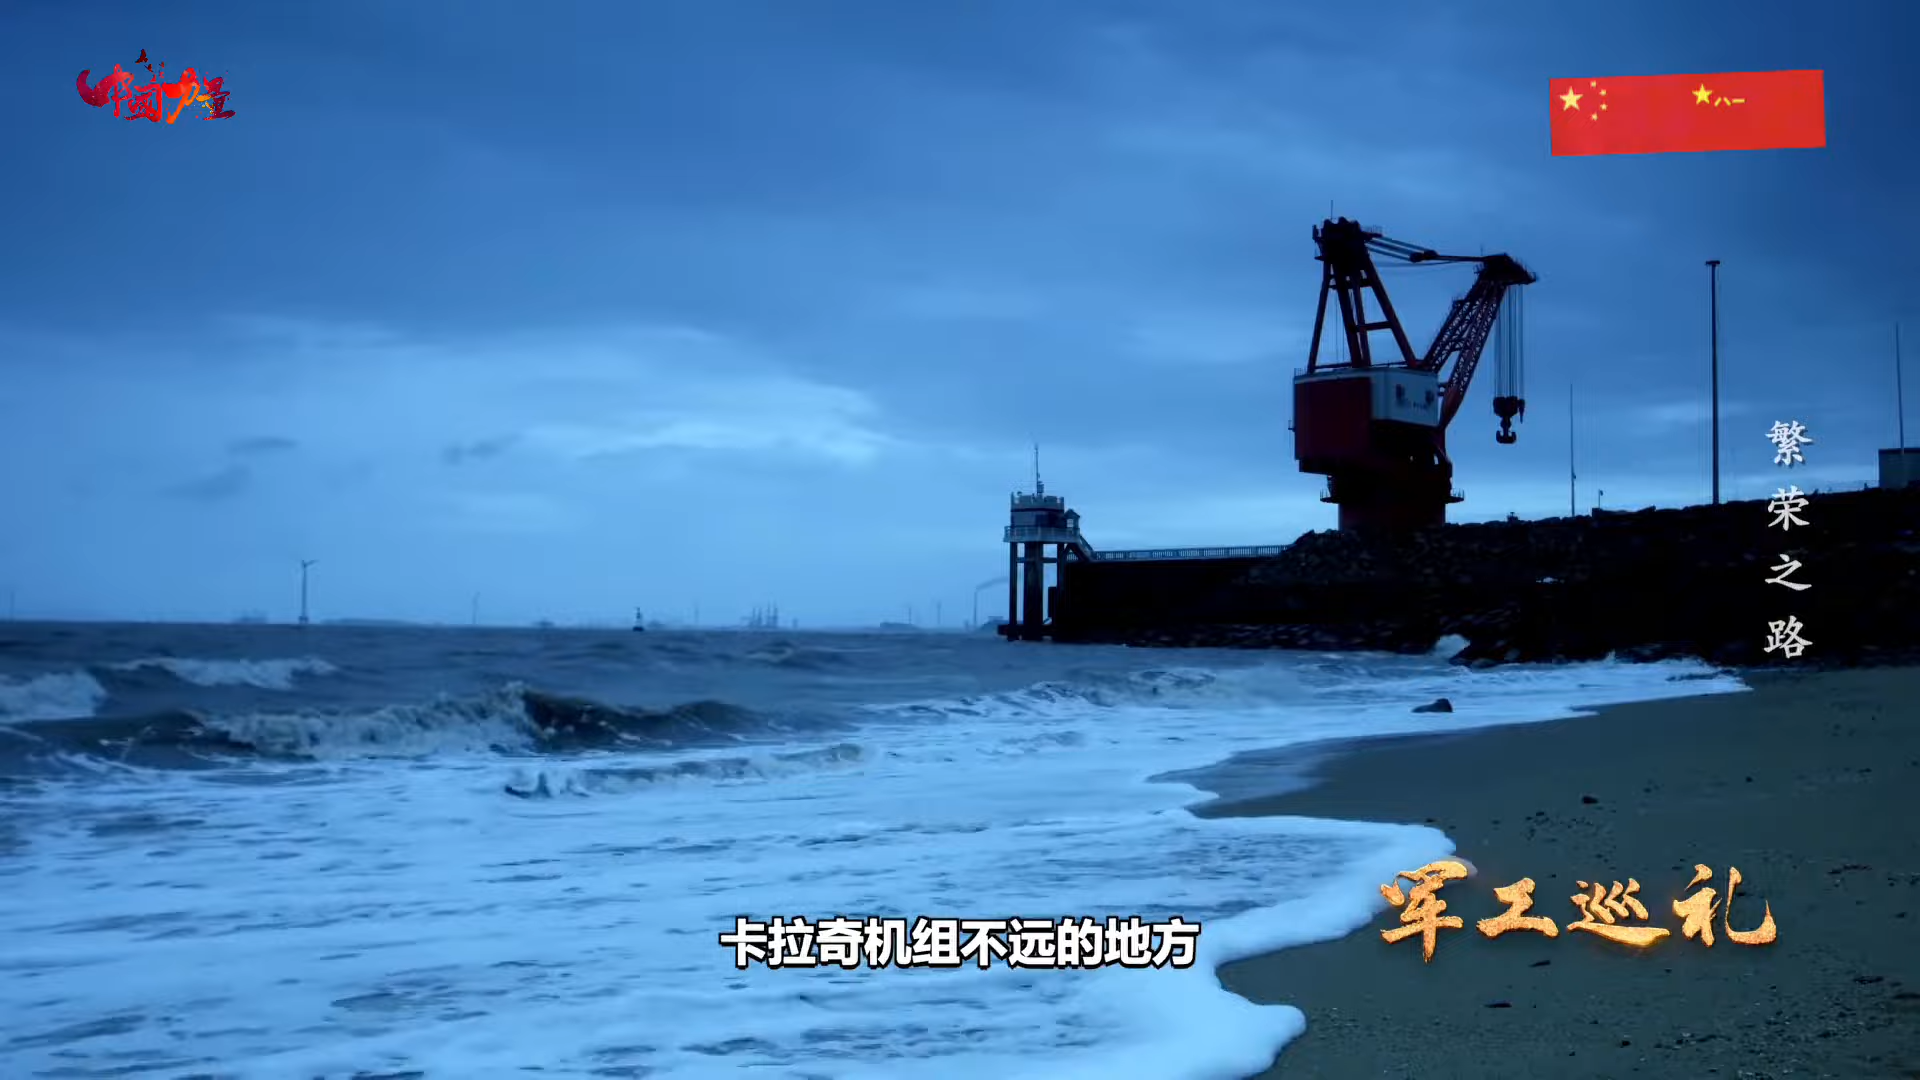 中国力量
八一
繁荣之路
军工巡礼
卡拉奇机组不远的地方